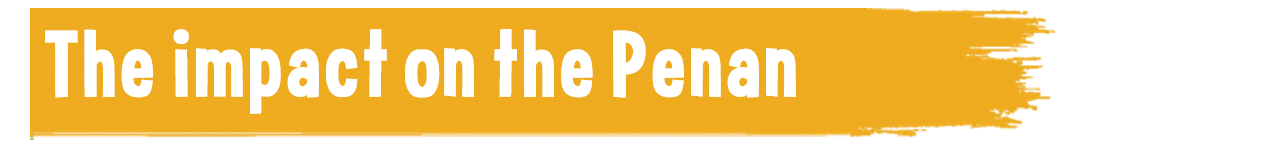 The impact on the Penan